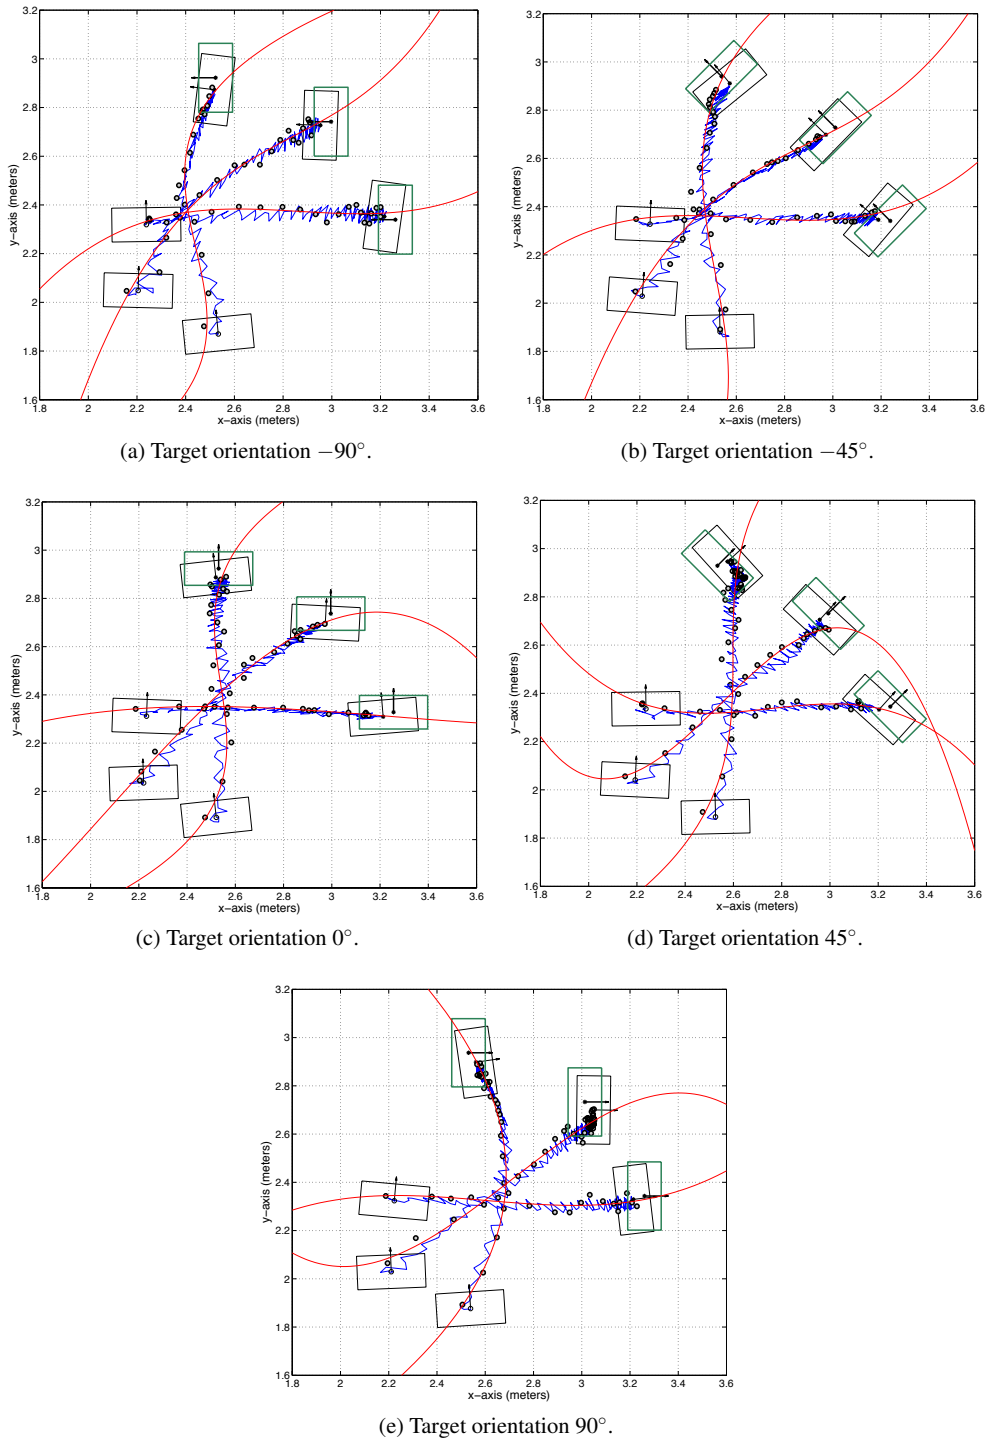 3.2
3
2.8
2.6
2.4
2.2
2
1.8
1.6
y−axis (meters)
1.8 2 2.2 2.4 2.6 2.8 3 3.2 3.4 3.6
x−axis (meters)
(a) Target orientation −90°.
3.2
3
2.8
2.6
2.4
2.2
2
1.8
1.6
y−axis (meters)
1.8 2 2.2 2.4 2.6 2.8 3 3.2 3.4 3.6
x−axis (meters)
(b) Target orientation −45°.
3.2
3
2.8
2.6
2.4
2.2
2
1.8
1.6
y−axis (meters)
1.8 2 2.2 2.4 2.6 2.8 3 3.2 3.4 3.6
x−axis (meters)
(c) Target orientation 0°.
3.2
3
2.8
2.6
2.4
2.2
2
1.8
1.6
y−axis (meters)
1.8 2 2.2 2.4 2.6 2.8 3 3.2 3.4 3.6
x−axis (meters)
(d) Target orientation 45°.
3.2
3
2.8
2.6
2.4
2.2
2
1.8
1.6
y−axis (meters)
1.8 2 2.2 2.4 2.6 2.8 3 3.2 3.4 3.6
x−axis (meters)
(e) Target orientation 90°.